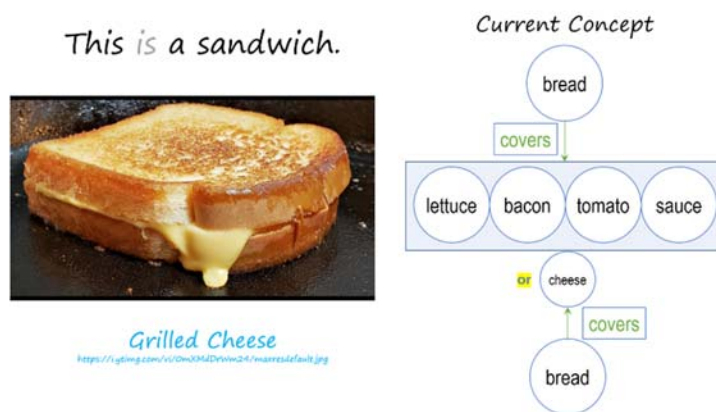 This is a sandwich.
Grilled Cheese
Current Concept
bread
covers
lettuce bacon tomato sauce
or cheese
covers
bread